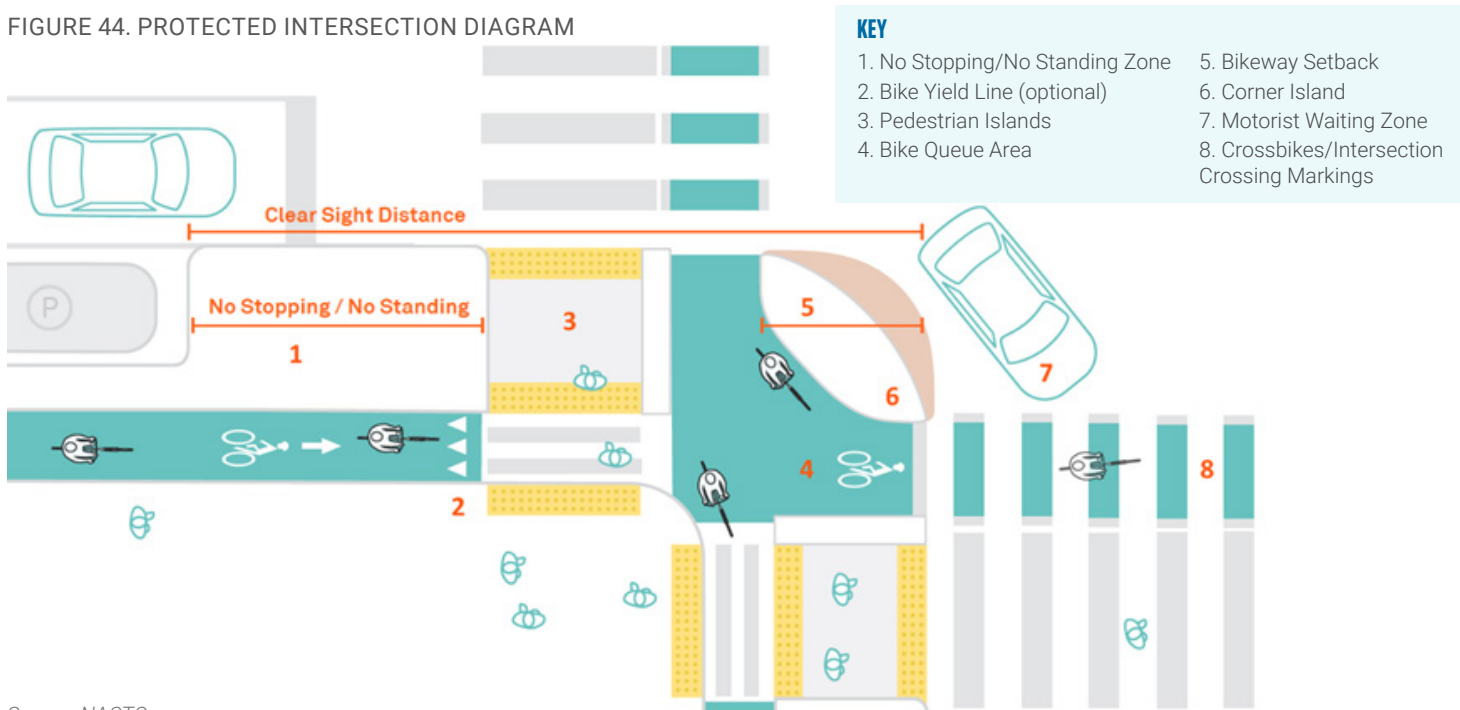 FIGURE 44. PROTECTED INTERSECTION DIAGRAM
KEY
1. No Stopping/No Standing Zone
2. Bike Yield Line (optional)
3. Pedestrian Islands
4. Bike Queue Area
5. Bikeway Setback
6. Corner Island
7. Motorist Waiting Zone
8. Crossbikes/Intersection
Crossing Markings
Clear Sight Distance
P
No Stopping / No Standing
1
3
5
6
7
4
8
2